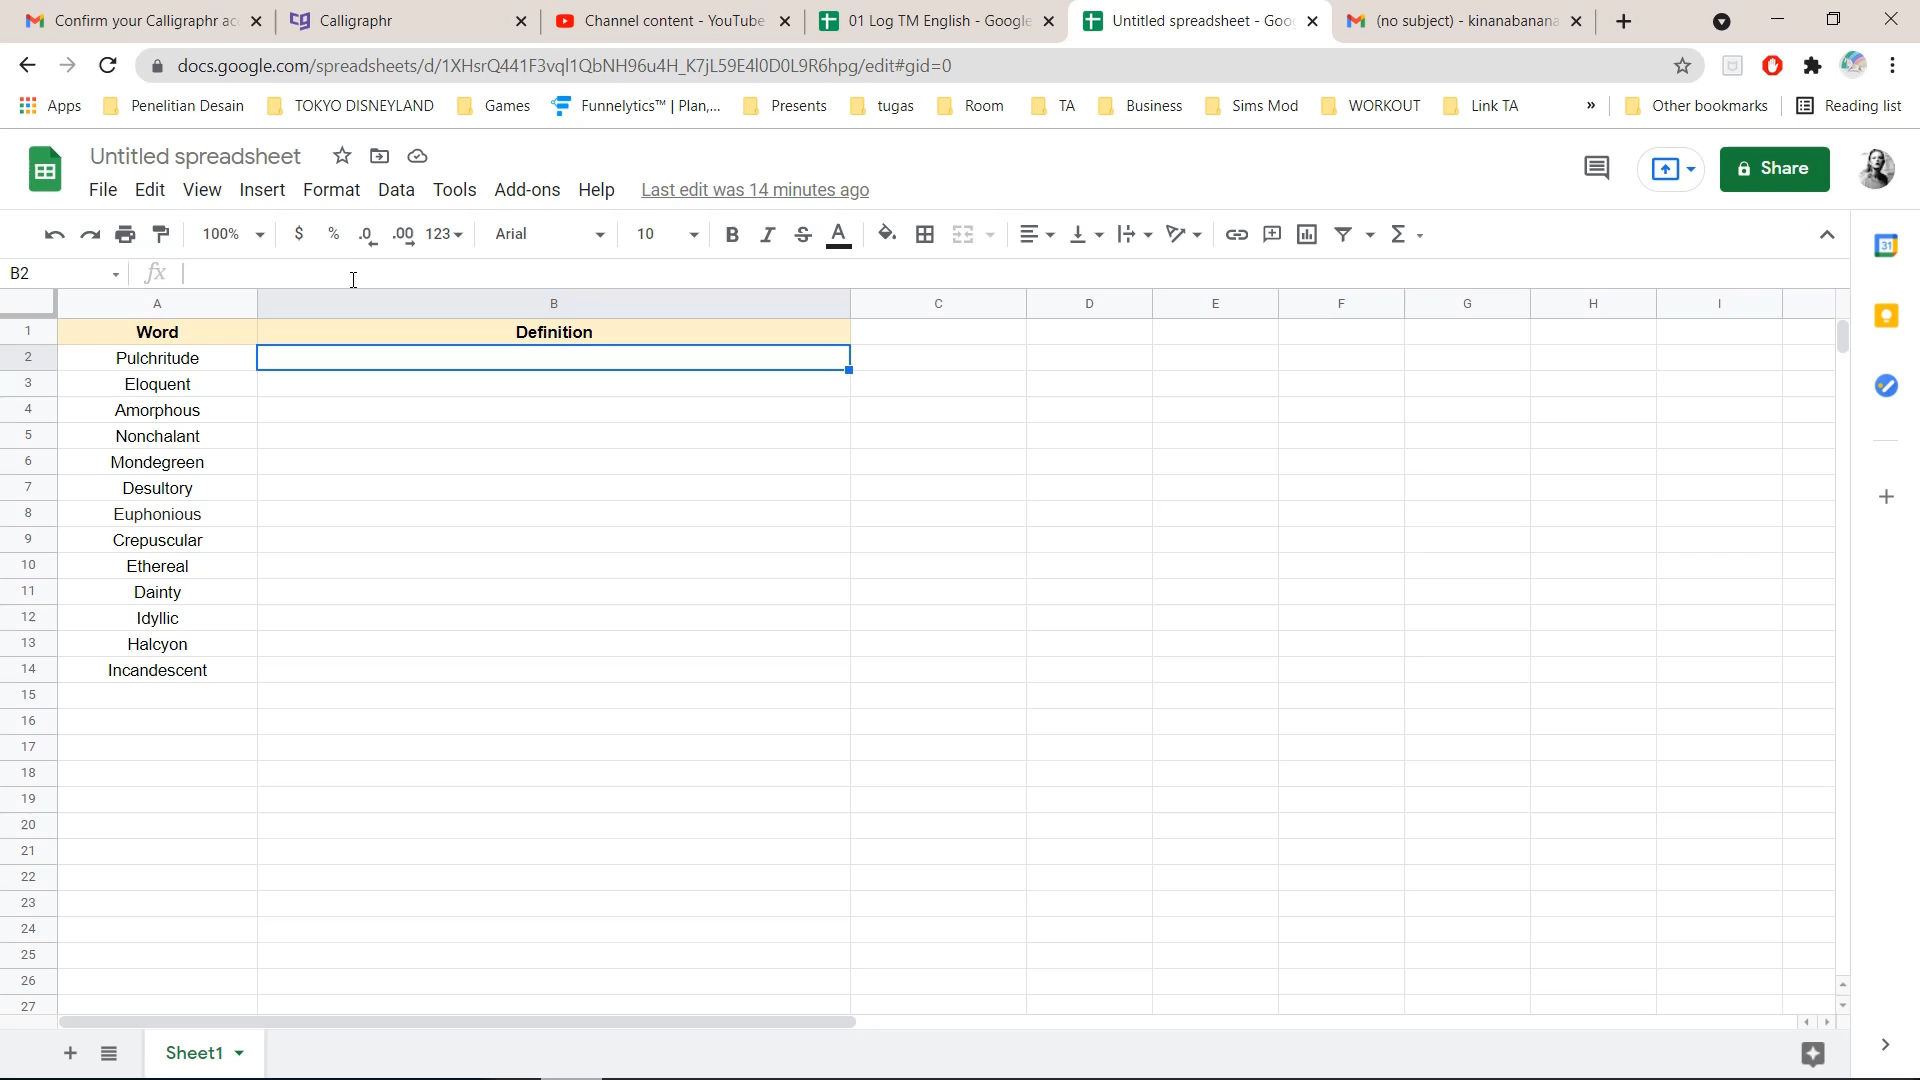 Confirm your Calligraphr ac
Calligraphr
Channel content - YouTube
01 Log TM English - Google
Untitled spreadsheet - Goo
(no subject) - kinanabanana
docs.google.com/spreadsheets/d/1XHsrQ441F3vql1QbNH96u4H_K7jL59E4l0D0L9R6hpg/edit#gid=0
Apps Penelitian Desain TOKYO DISNEYLAND Games Funnelytics™ | Plan,... Presents tugas Room TA Business Sims Mod WORKOUT Link TA » Other bookmarks Reading list
Untitled spreadsheet
Share
File Edit View Insert Format Data Tools Add-ons Help Last edit was 14 minutes ago
100% $ % .0 .00 123 Arial 10 B I S A Σ
31
B2 fx
A B C D E F G H I
1 Word Definition
2 Pulchritude
3 Eloquent
4 Amorphous
5 Nonchalant
6 Mondegreen
7 Desultory
8 Euphonious
9 Crepuscular
10 Ethereal
11 Dainty
12 Idyllic
13 Halcyon
14 Incandescent
15
16
17
18
19
20
21
22
23
24
25
26
27
Sheet1